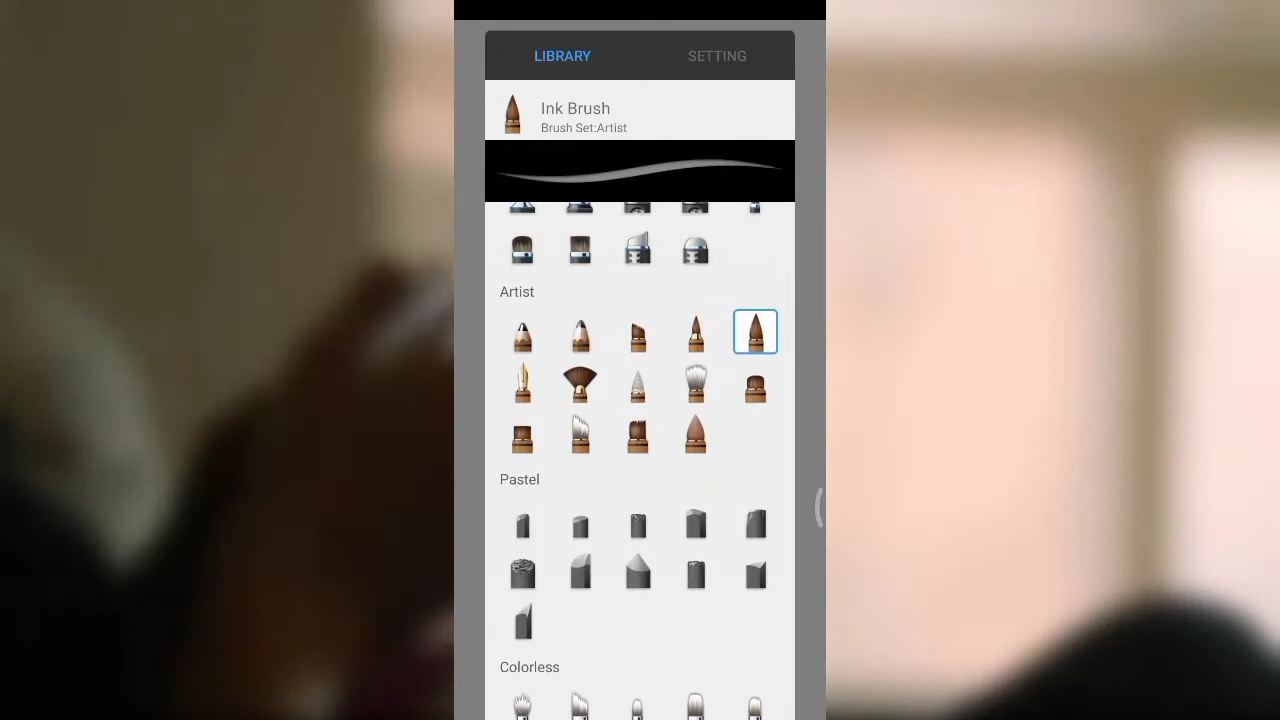 LIBRARY
SETTING
Ink Brush
Brush Set:Artist
Artist
Pastel
Colorless